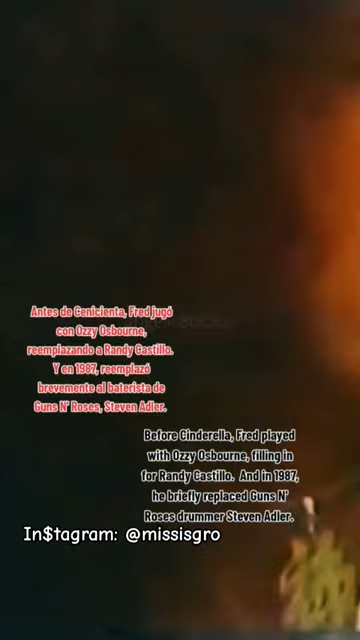 Antes de Cenicienta, Fred jugó
con Ozzy Osbourne,
reemplazando a Randy Castillo.
Y en 1987, reemplazó
brevemente al baterista de
Guns N' Roses, Steven Adler.
Before Cinderella, Fred played
with Ozzy Osbourne, filling in
for Randy Castillo. And in 1987,
he briefly replaced Guns N'
Roses drummer Steven Adler.
In$tagram: @missisgro